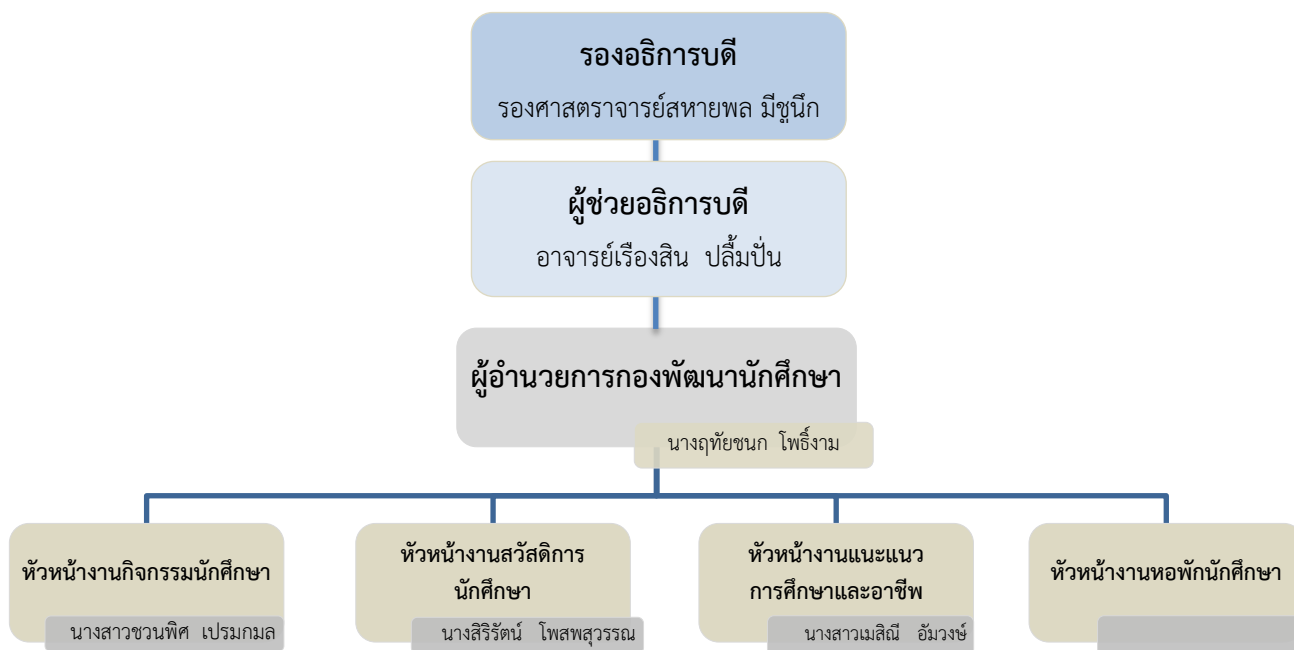 รองอธิการบดี
รองศาสตราจารย์สหายพล มีชูนึก
ผู้ช่วยอธิการบดี
อาจารย์เรืองสิน ปลื้มปั่น
ผู้อำนวยการกองพัฒนานักศึกษา
นางฤทัยชนก โพธิ์งาม
หัวหน้างานกิจกรรมนักศึกษา
นางสาวชวนพิศ เปรมกมล
หัวหน้างานสวัสดิการ
นักศึกษา
นางสิริรัตน์ โพสพสุวรรณ
หัวหน้างานแนะแนว
การศึกษาและอาชีพ
นางสาวเมสิณี อัมวงษ์
หัวหน้างานหอพักนักศึกษา